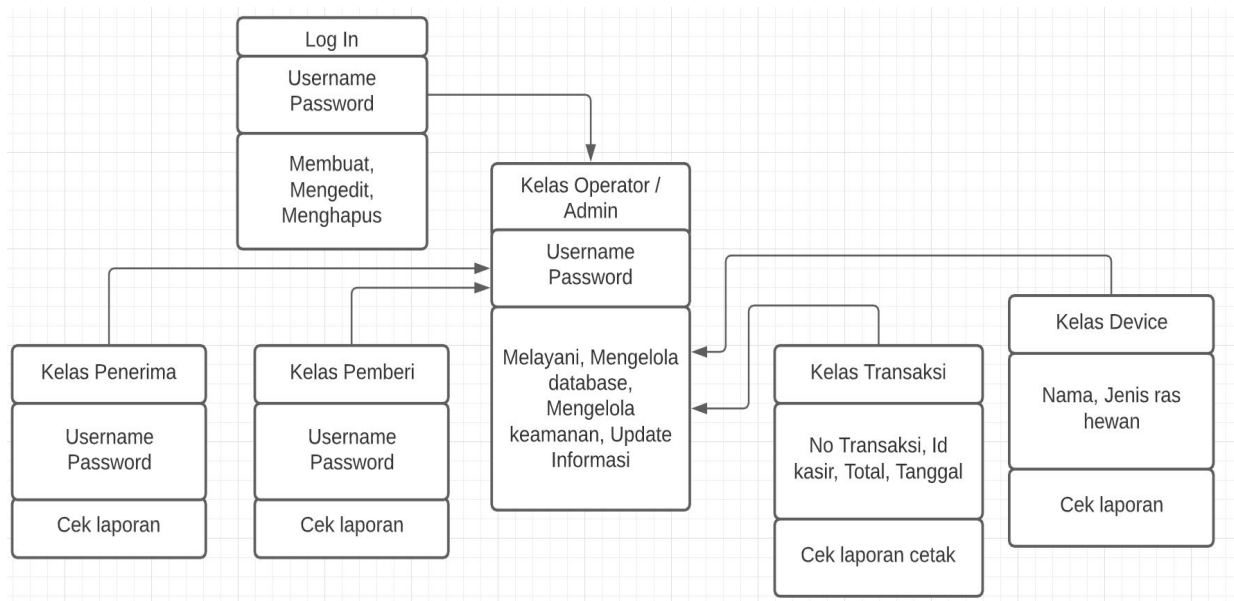 Log In
Username
Password
Membuat,
Mengedit,
Menghapus
Kelas Operator /
Admin
Username
Password
Melayani, Mengelola
database,
Mengelola
keamanan, Update
Informasi
Kelas Penerima
Username
Password
Cek laporan
Kelas Pemberi
Username
Password
Cek laporan
Kelas Transaksi
No Transaksi, Id
kasir, Total, Tanggal
Cek laporan cetak
Kelas Device
Nama, Jenis ras
hewan
Cek laporan